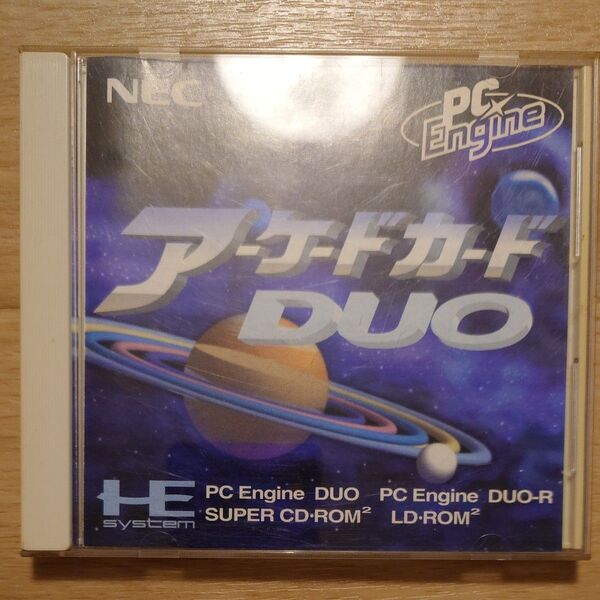 NEC
PC Engine
アーケードカード
DUO
HE system
PC Engine DUO PC Engine DUO-R
SUPER CD・ROM² LD・ROM²